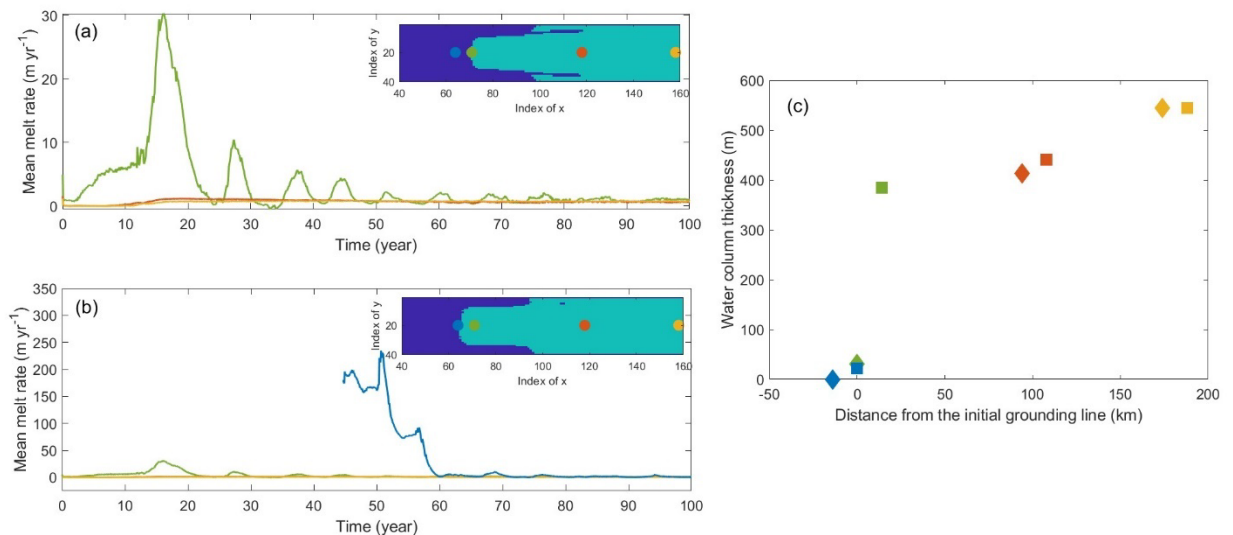 (a)
Mean melt rate (m yr⁻¹)
30
20
10
0
0 10 20 30 40 50 60 70 80 90 100
Time (year)
Index of y
20
40
40 60 80 100 120 140 160
Index of x
(b)
Mean melt rate (m yr⁻¹)
350
300
250
200
150
100
50
0
0 10 20 30 40 50 60 70 80 90 100
Time (year)
Index of y
20
40
40 60 80 100 120 140 160
Index of x
(c)
Water column thickness (m)
600
500
400
300
200
100
0
-50 0 50 100 150 200
Distance from the initial grounding line (km)